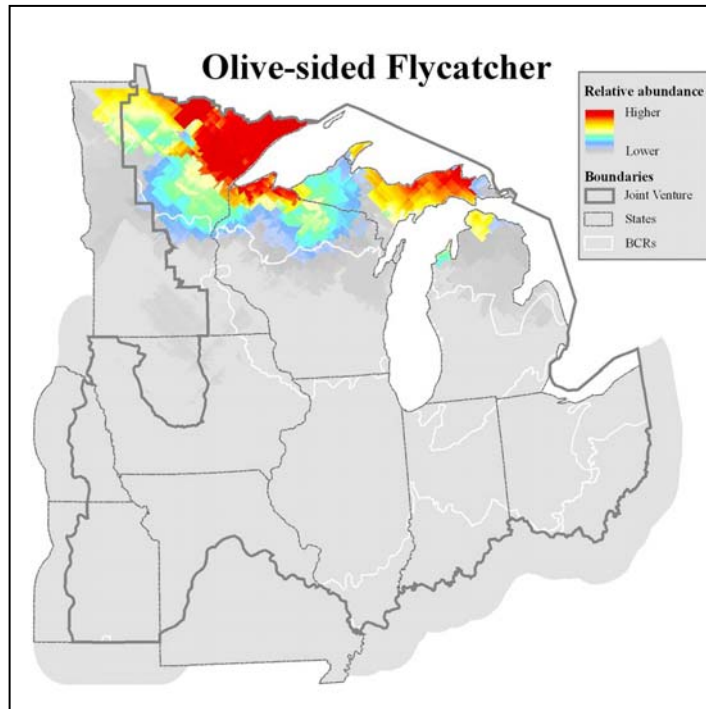 Olive-sided Flycatcher
Relative abundance
Higher
Lower
Boundaries
Joint Venture
States
BCRs